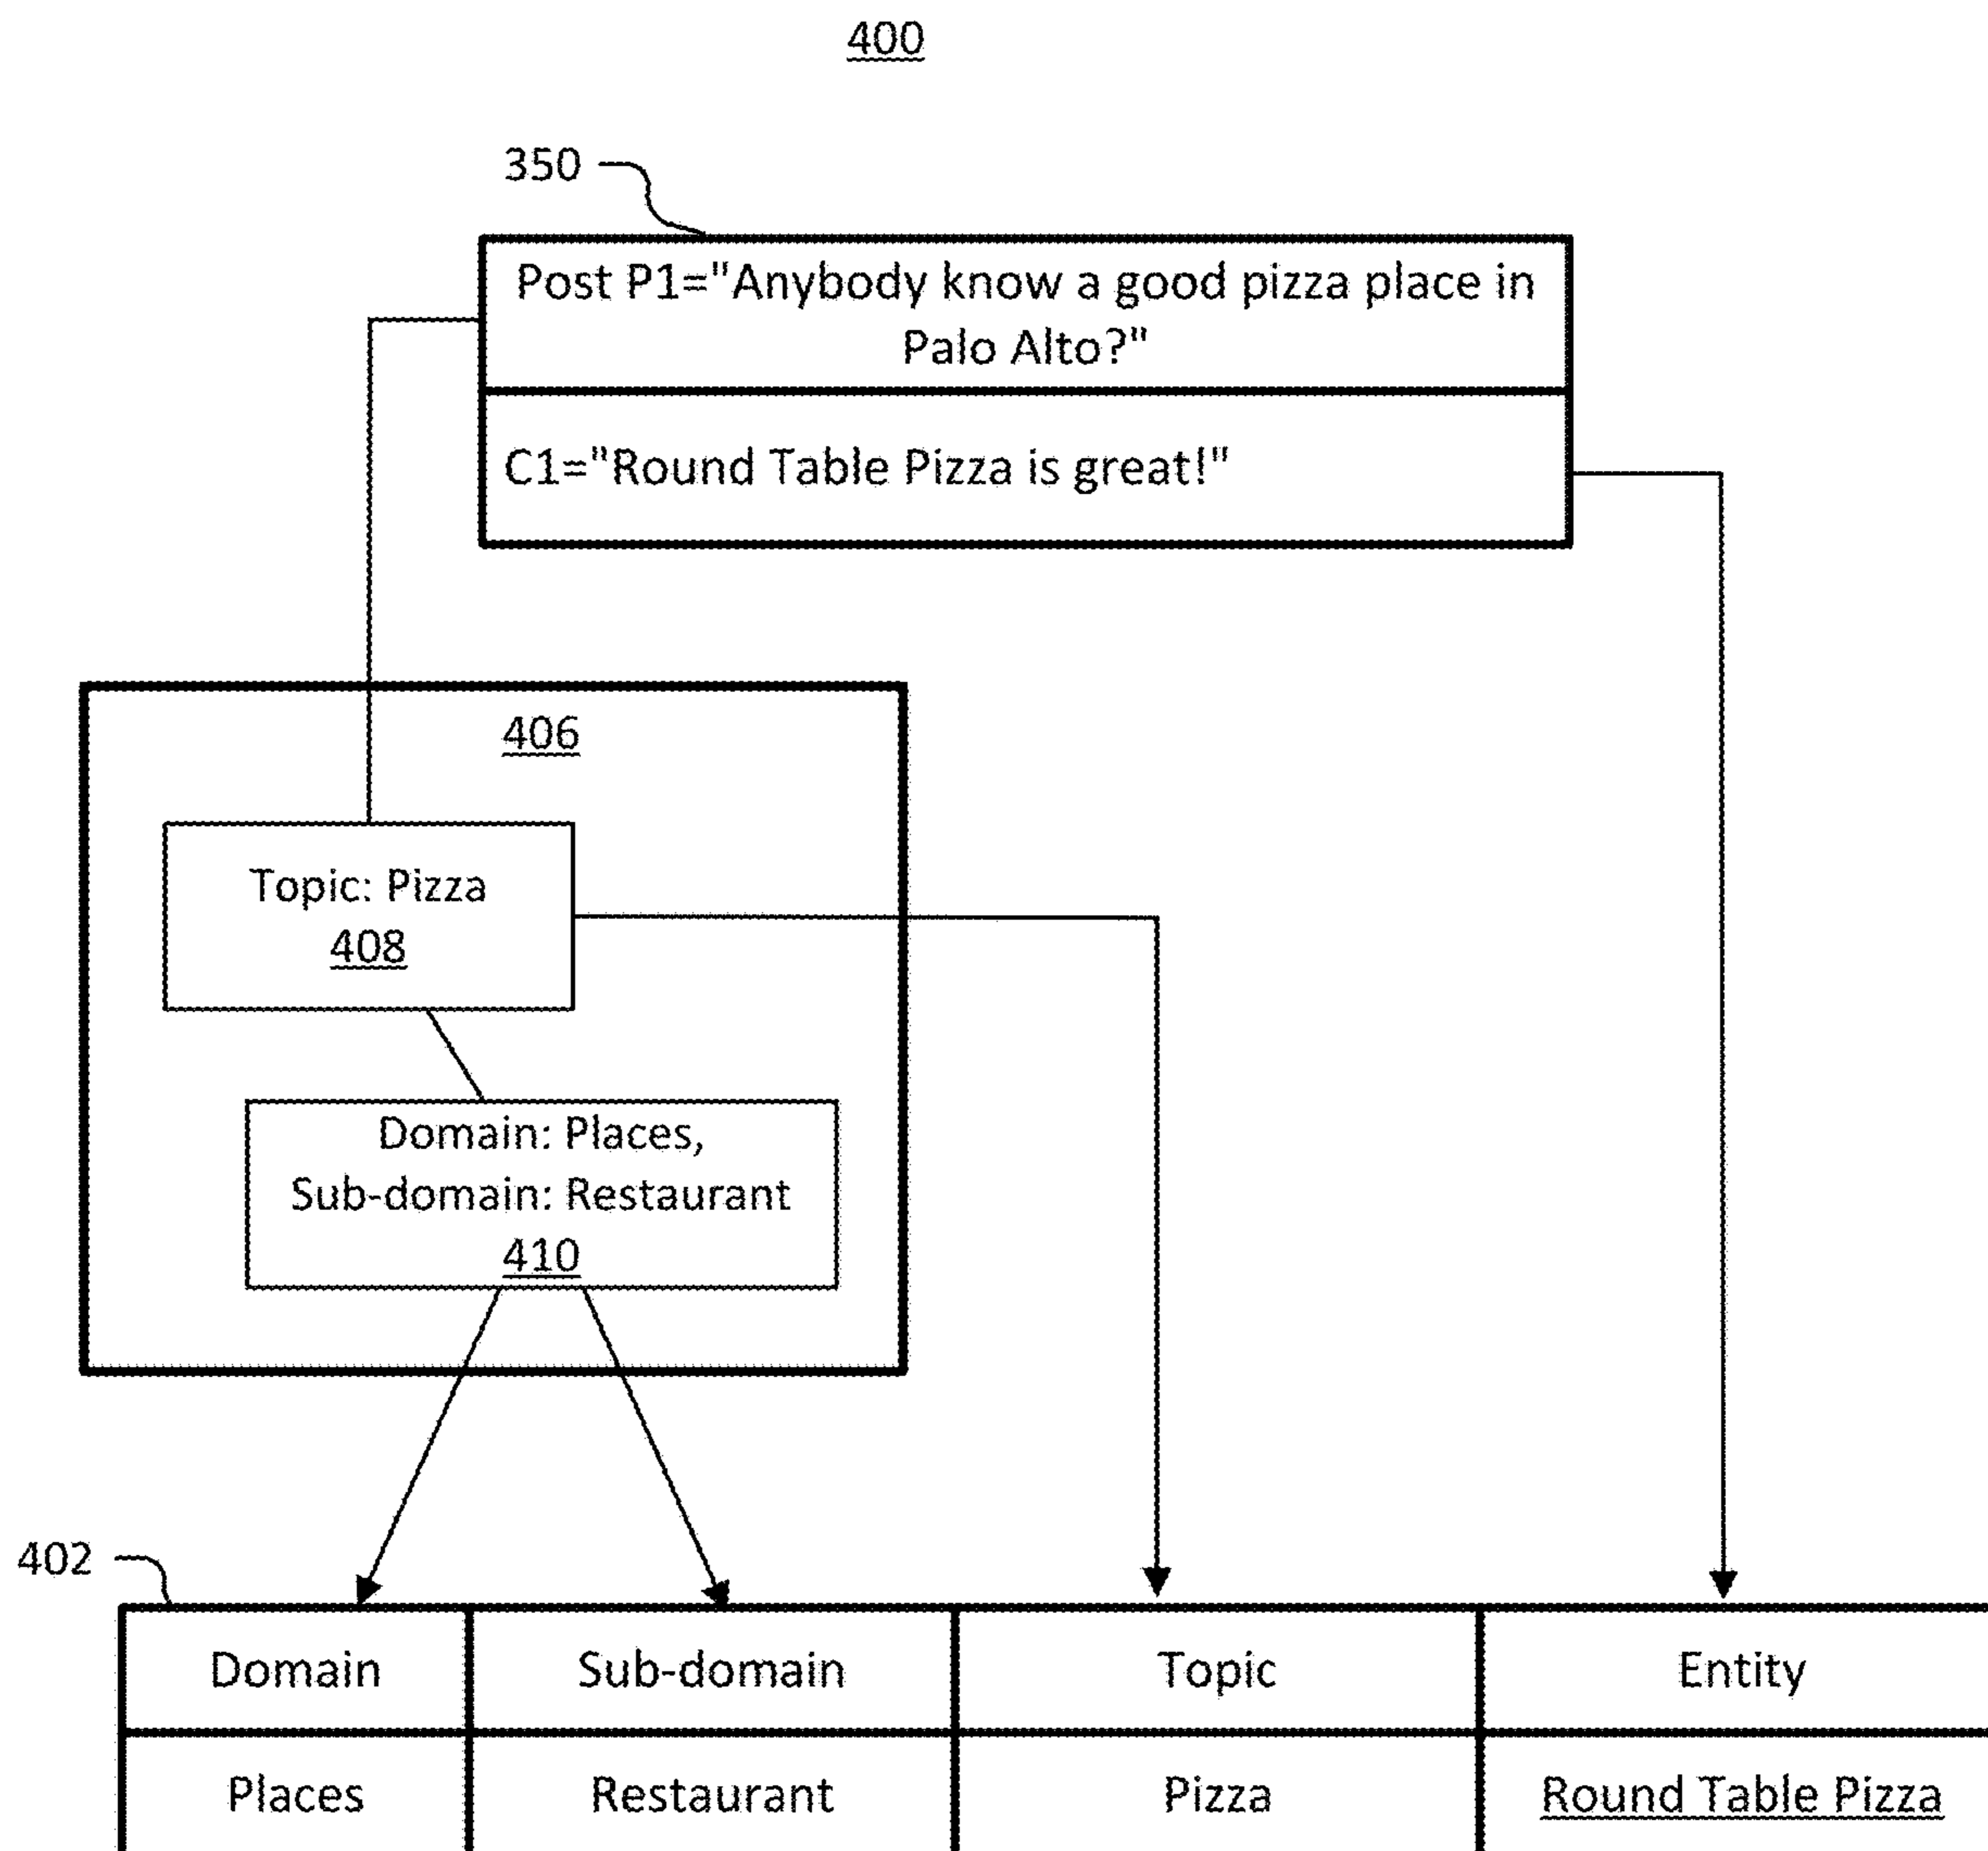 400
350
Post P1="Anybody know a good pizza place in
Palo Alto?"
C1="Round Table Pizza is great!"
406
Topic: Pizza
408
Domain: Places,
Sub-domain: Restaurant
410
402
Domain Sub-domain Topic Entity
Places Restaurant Pizza Round Table Pizza